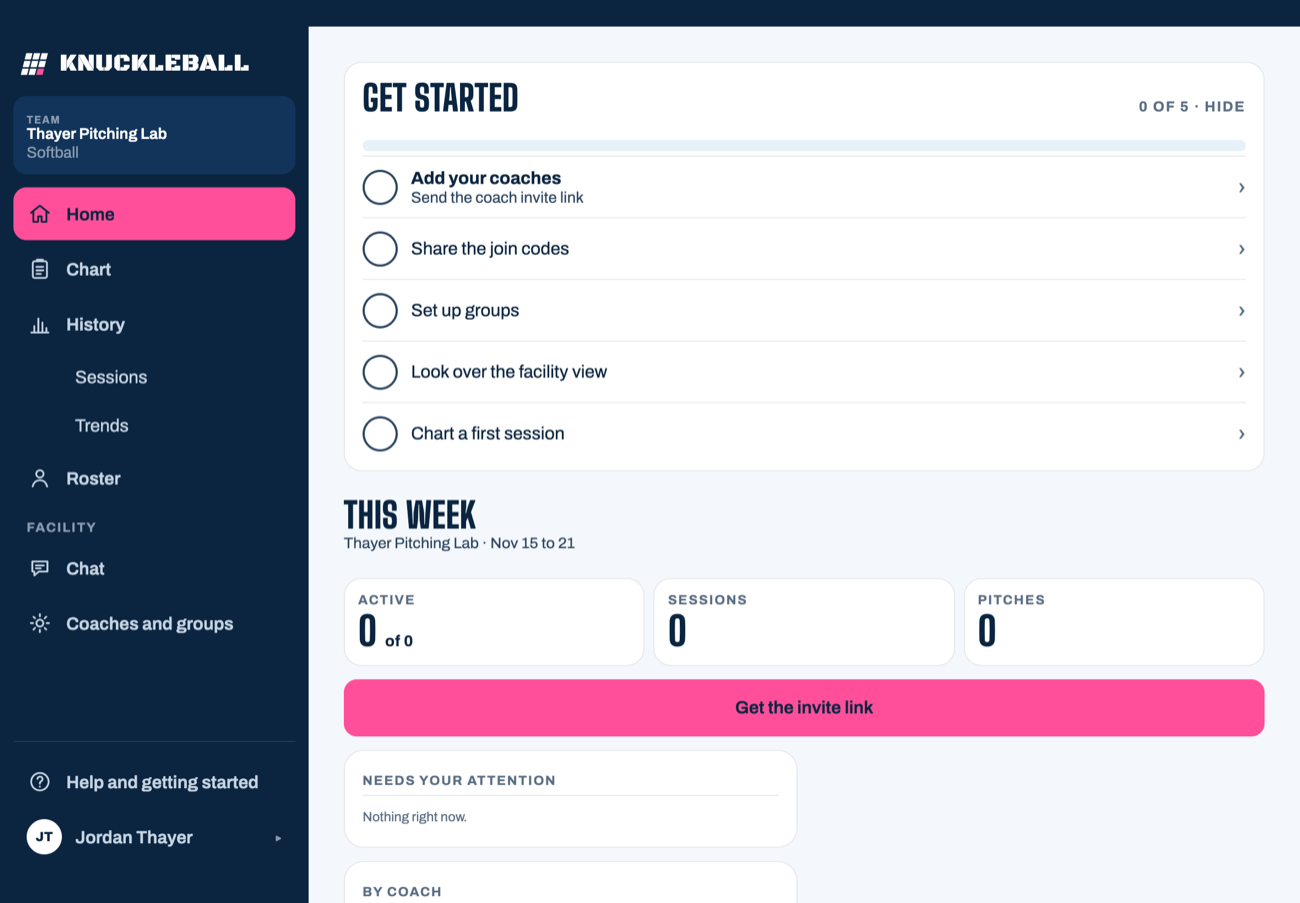 KNUCKLEBALL
TEAM
Thayer Pitching Lab
Softball
Home
Chart
History
Sessions
Trends
Roster
FACILITY
Chat
Coaches and groups
Help and getting started
JT
Jordan Thayer
GET STARTED
0 OF 5 · HIDE
Add your coaches
Send the coach invite link
Share the join codes
Set up groups
Look over the facility view
Chart a first session
THIS WEEK
Thayer Pitching Lab · Nov 15 to 21
ACTIVE
0 of 0
SESSIONS
0
PITCHES
0
Get the invite link
NEEDS YOUR ATTENTION
Nothing right now.
BY COACH